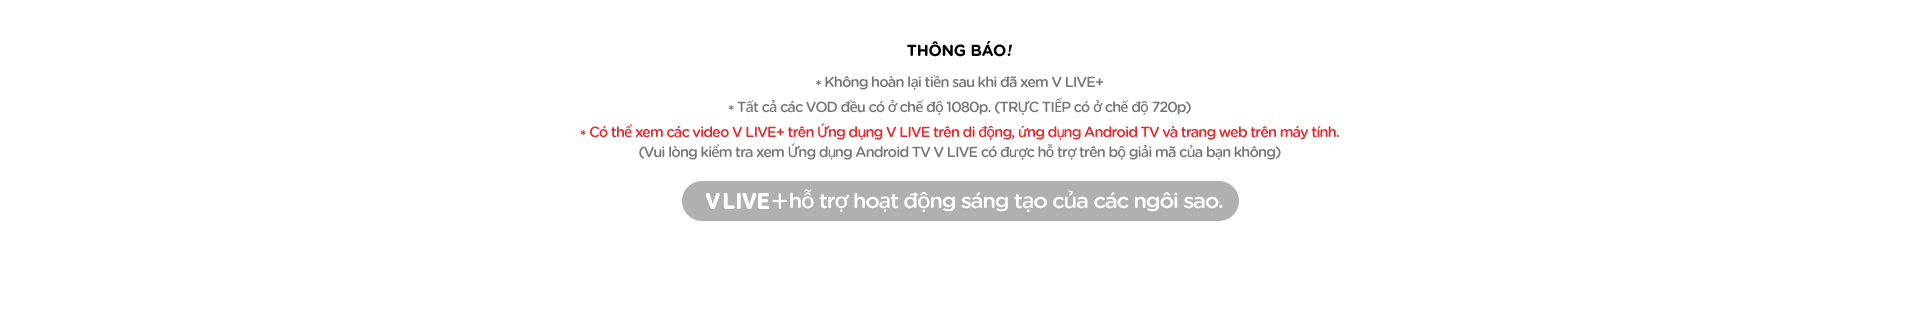 THÔNG BÁO!
* Không hoàn lại tiền sau khi đã xem V LIVE+
* Tất cả các VOD đều có ở chế độ 1080p. (TRỰC TIẾP có ở chế độ 720p)
* Có thể xem các video V LIVE+ trên Ứng dụng V LIVE trên di động, ứng dụng Android TV và trang web trên máy tính.
(Vui lòng kiểm tra xem Ứng dụng Android TV V LIVE có được hỗ trợ trên bộ giải mã của bạn không)
V LIVE+hỗ trợ hoạt động sáng tạo của các ngôi sao.